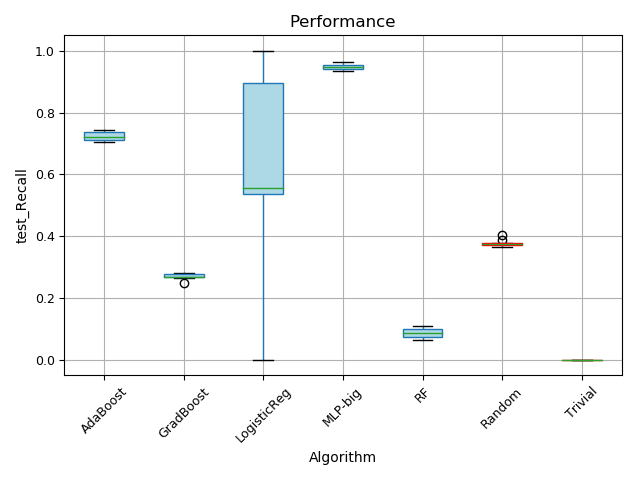 Performance
1.0
0.8
0.6
0.4
0.2
0.0
test_Recall
AdaBoost
GradBoost
LogisticReg
MLP-big
RF
Random
Trivial
Algorithm